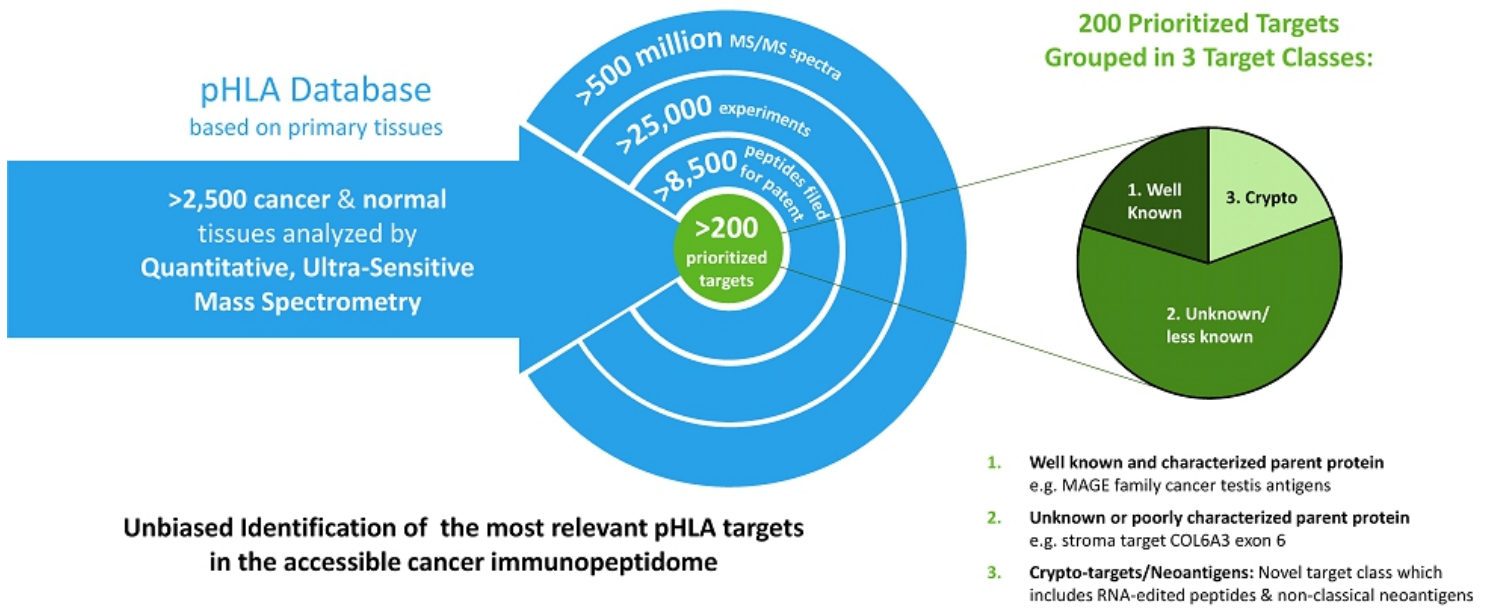 pHLA Database
based on primary tissues
>2,500 cancer & normal
tissues analyzed by
Quantitative, Ultra-Sensitive
Mass Spectrometry
>500 million MS/MS spectra
>25,000 experiments
>8,500 peptides filed
for patent
>200
prioritized
targets
Unbiased Identification of the most relevant pHLA targets
in the accessible cancer immunopeptidome
200 Prioritized Targets
Grouped in 3 Target Classes:
1. Well
Known
3. Crypto
2. Unknown/
less known
1. Well known and characterized parent protein
e.g. MAGE family cancer testis antigens
2. Unknown or poorly characterized parent protein
e.g. stroma target COL6A3 exon 6
3. Crypto-targets/Neoantigens: Novel target class which
includes RNA-edited peptides & non-classical neoantigens